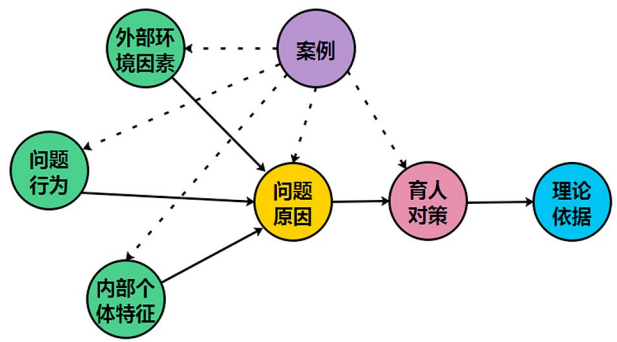 外部环
境因素
案例
问题
行为
问题
原因
育人
对策
理论
依据
内部个
体特征